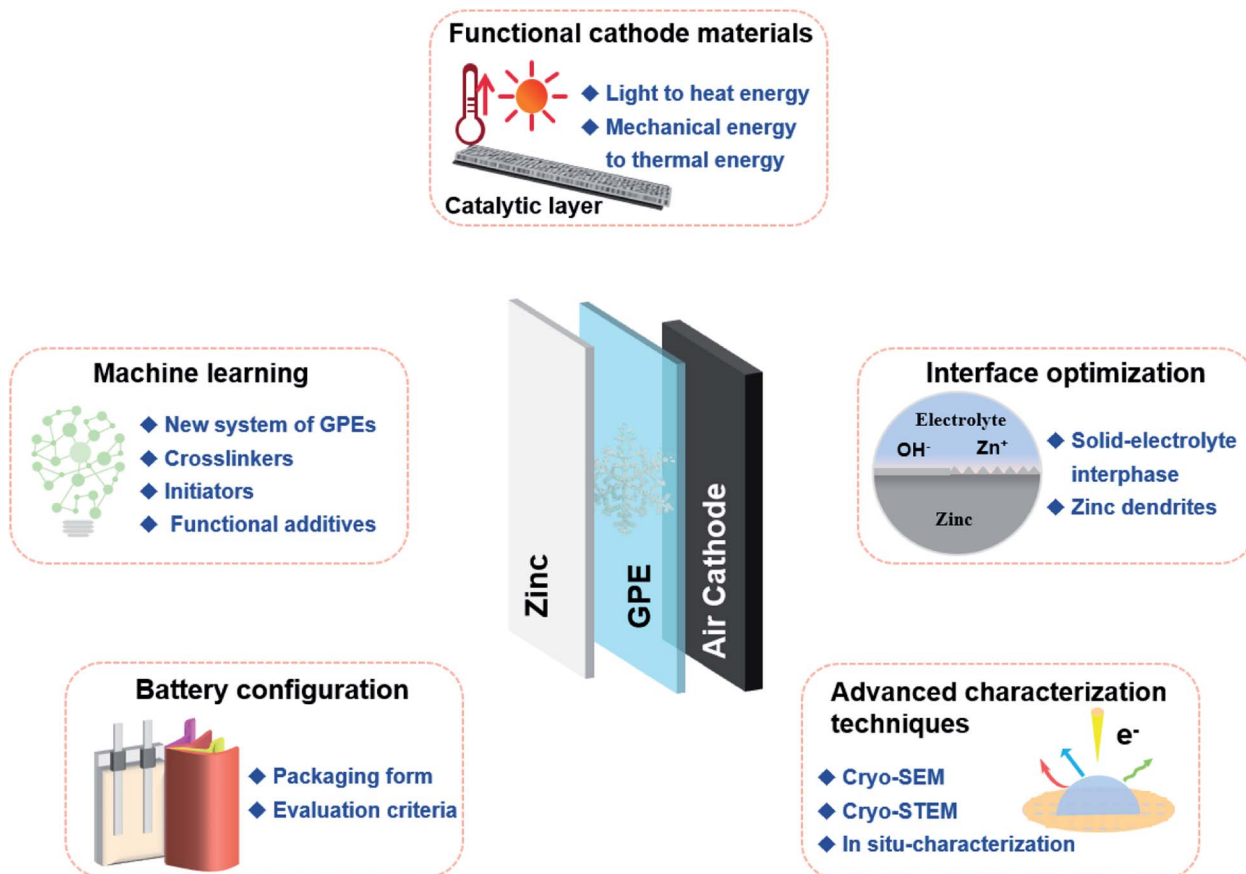 Functional cathode materials
◆ Light to heat energy
◆ Mechanical energy
to thermal energy
Catalytic layer
Machine learning
◆ New system of GPEs
◆ Crosslinkers
◆ Initiators
◆ Functional additives
Zinc
GPE
Air Cathode
Interface optimization
Electrolyte
OH⁻
Zn⁺
Zinc
◆ Solid-electrolyte
interphase
◆ Zinc dendrites
Battery configuration
◆ Packaging form
◆ Evaluation criteria
Advanced characterization
techniques
e⁻
◆ Cryo-SEM
◆ Cryo-STEM
◆ In situ-characterization